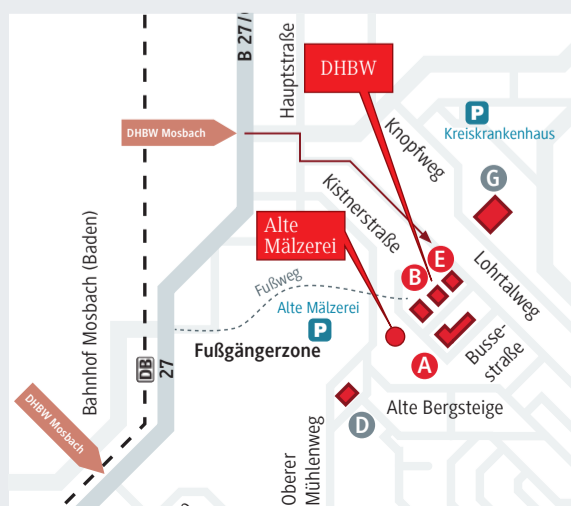 B 27/
Hauptstraße
DHBW
P
Kreiskrankenhaus
DHBW Mosbach
Knopfweg
G
Kistnerstraße
Alte
Mälzerei
E
B
Lohrtalweg
Bahnhof Mosbach (Baden)
Fußweg
Alte Mälzerei
P
Fußgängerzone
Busse-
straße
DB
27
A
DHBW Mosbach
Alte Bergsteige
D
Oberer
Mühlenweg